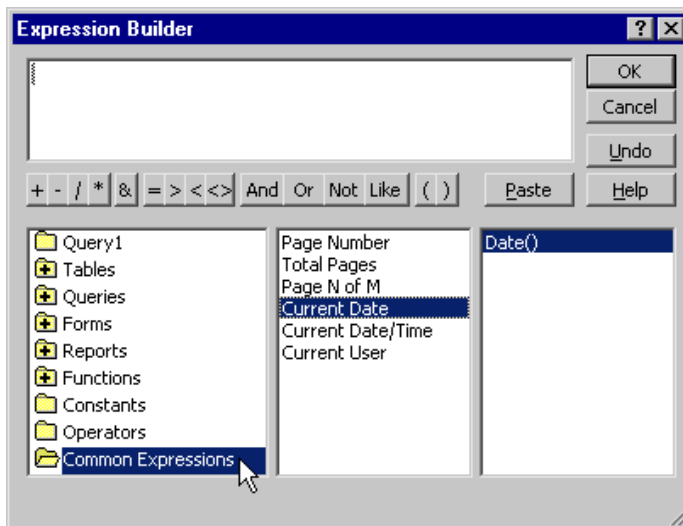 Expression Builder
OK
Cancel
Undo
+ - / * & = > < <> And Or Not Like ( ) Paste Help
Query1
Tables
Queries
Forms
Reports
Functions
Constants
Operators
Common Expressions
Page Number
Total Pages
Page N of M
Current Date
Current Date/Time
Current User
Date()